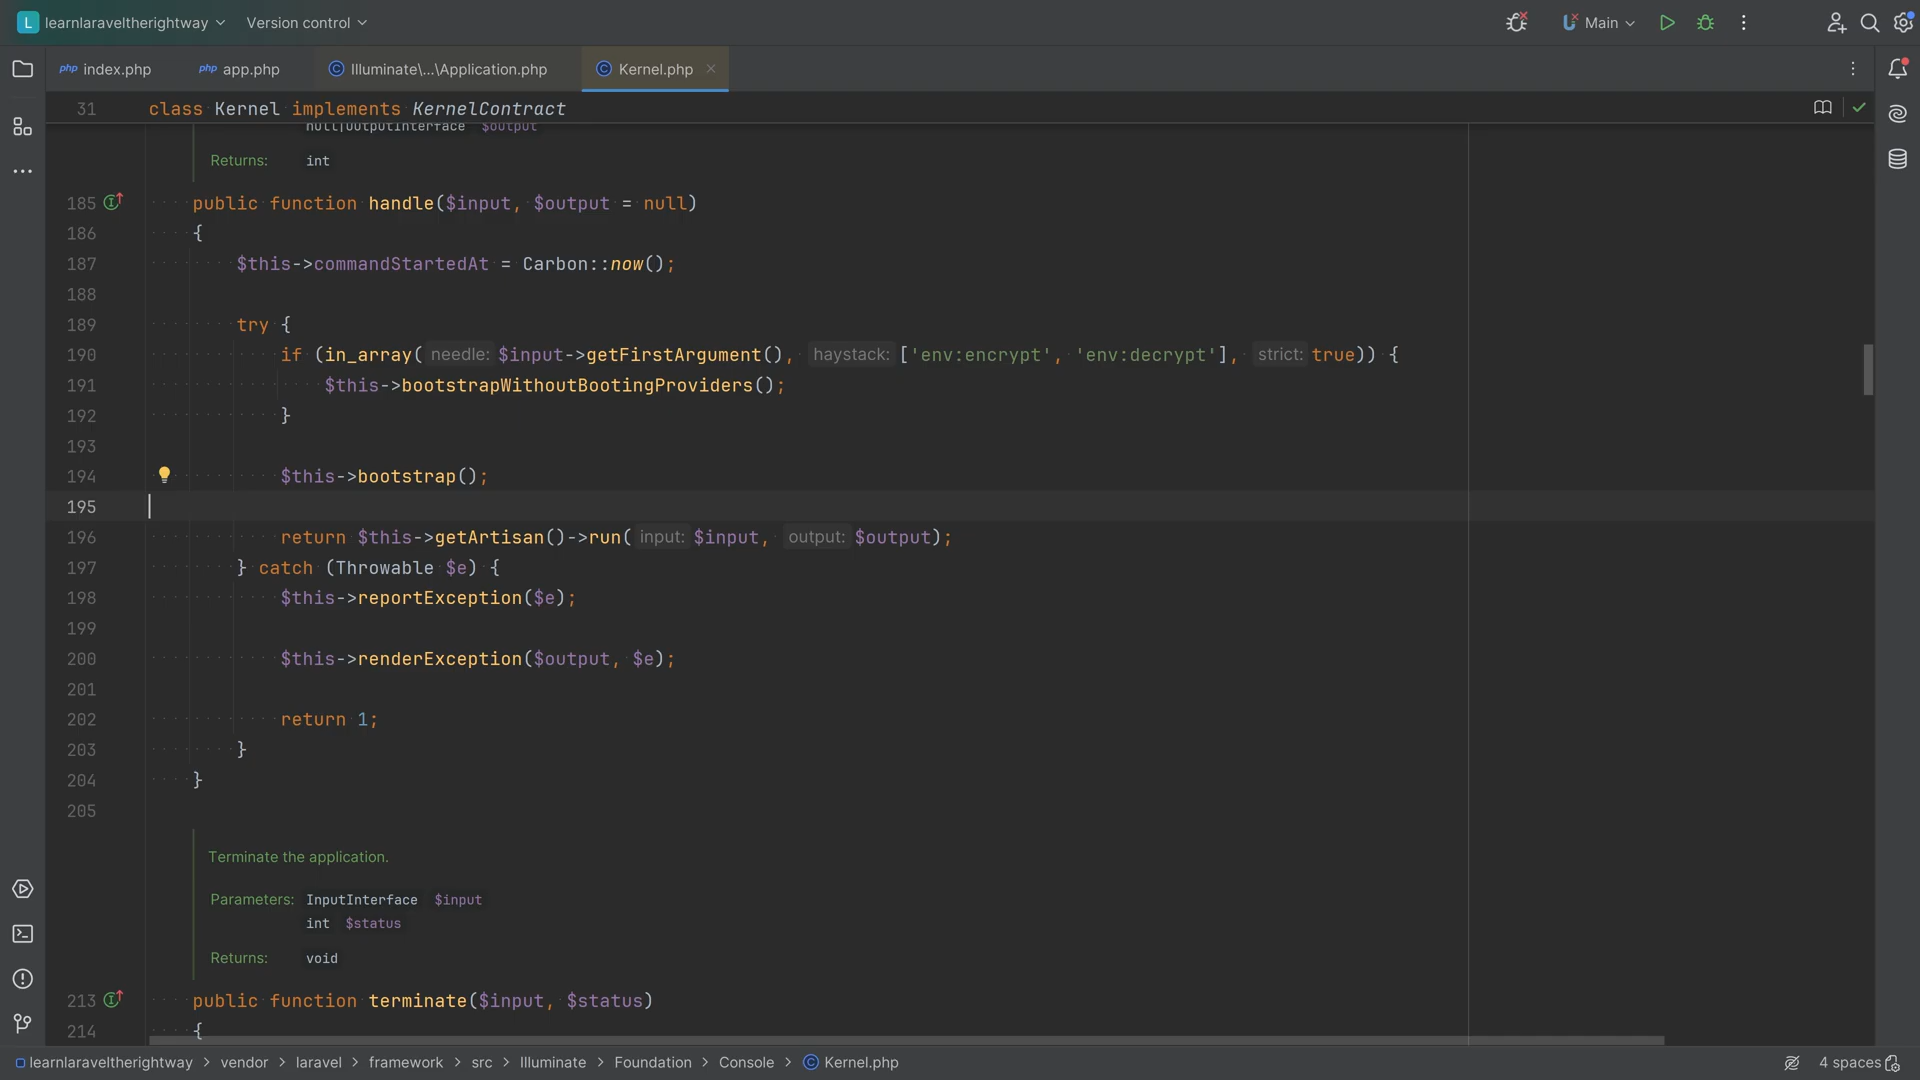 L learnlaraveltherightway Version control Main
php index.php php app.php Illuminate\...\Application.php Kernel.php
31 class Kernel implements KernelContract
null|OutputInterface $output
Returns: int
185 public function handle($input, $output = null)
186 {
187 $this->commandStartedAt = Carbon::now();
188
189 try {
190 if (in_array( needle: $input->getFirstArgument(), haystack: ['env:encrypt', 'env:decrypt'], strict: true)) {
191 $this->bootstrapWithoutBootingProviders();
192 }
193
194 $this->bootstrap();
195
196 return $this->getArtisan()->run( input: $input, output: $output);
197 } catch (Throwable $e) {
198 $this->reportException($e);
199
200 $this->renderException($output, $e);
201
202 return 1;
203 }
204 }
205
Terminate the application.
Parameters: InputInterface $input
int $status
Returns: void
213 public function terminate($input, $status)
214 {
learnlaraveltherightway > vendor > laravel > framework > src > Illuminate > Foundation > Console > Kernel.php 4 spaces